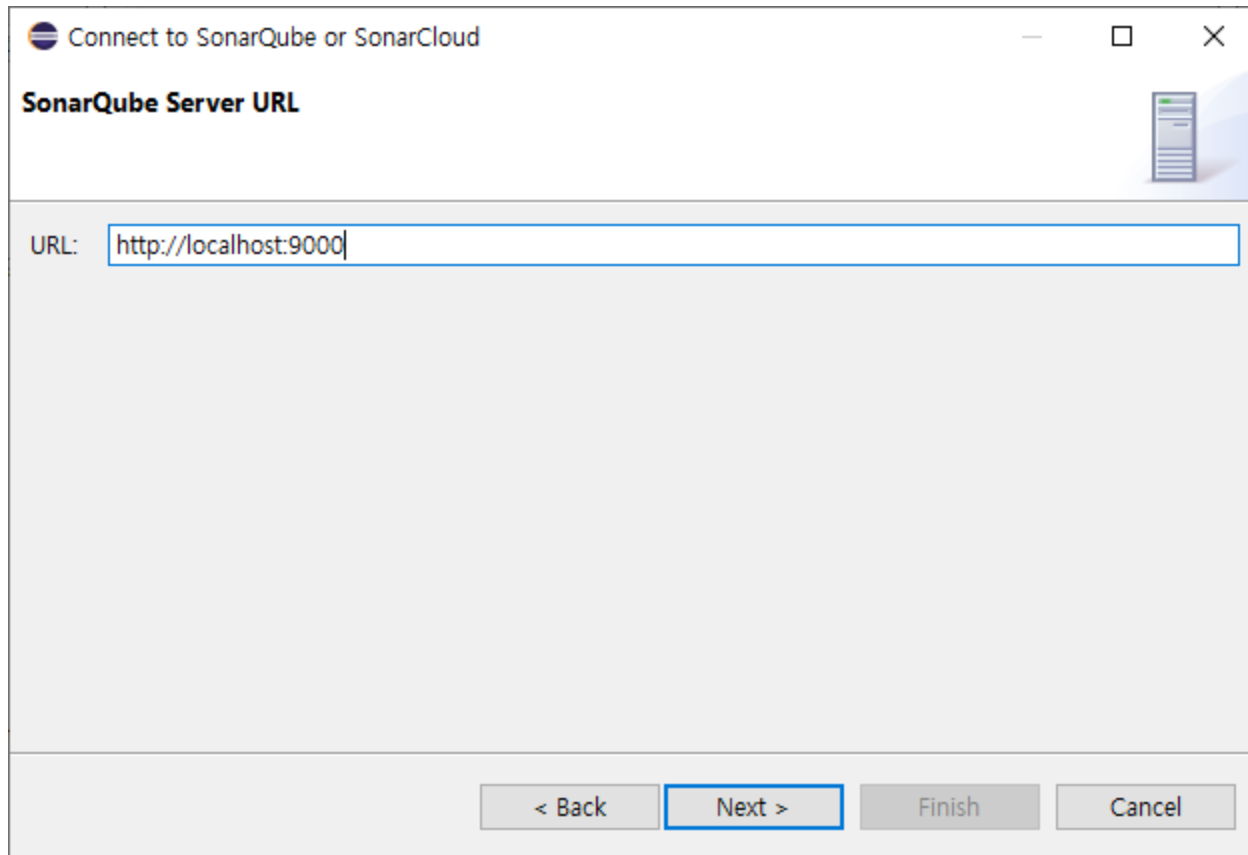 Connect to SonarQube or SonarCloud
SonarQube Server URL
URL: http://localhost:9000
< Back Next > Finish Cancel